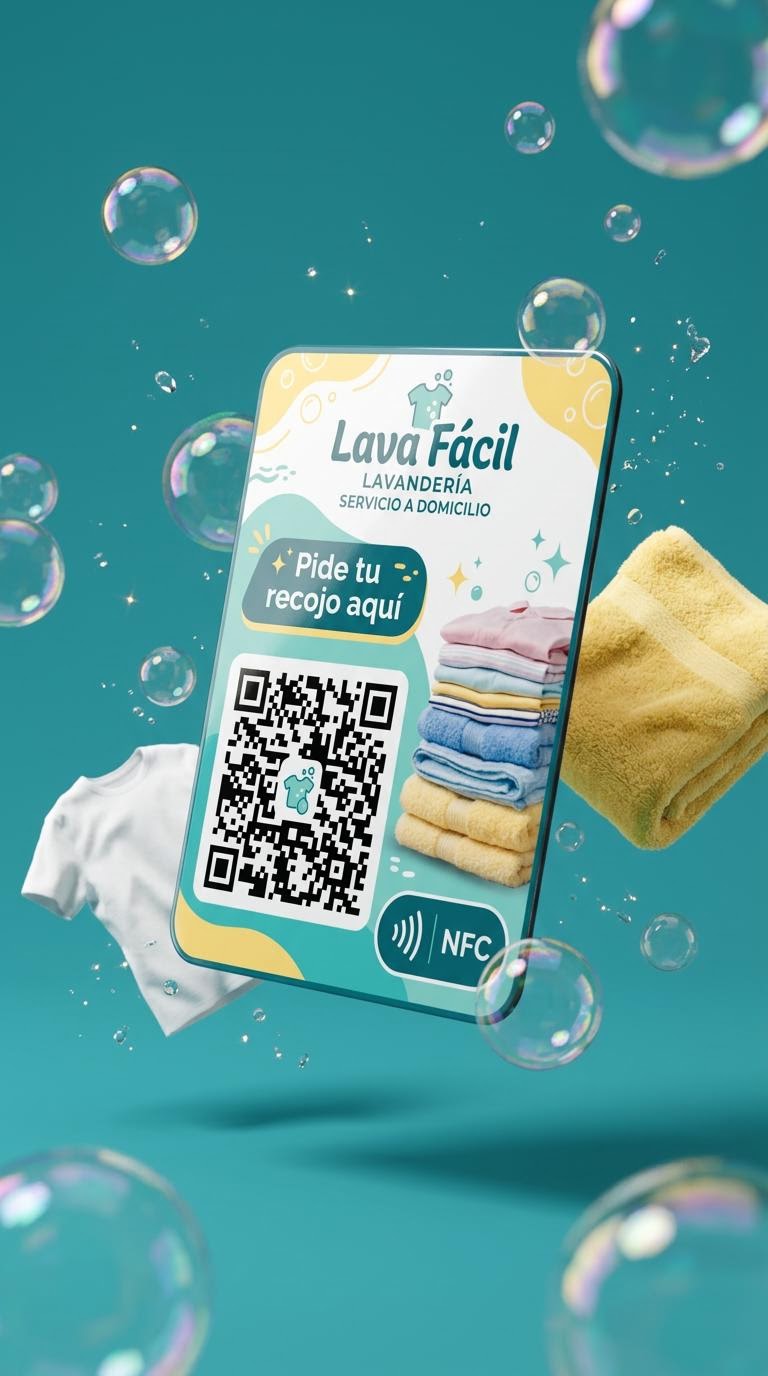 Lava Fácil
LAVANDERÍA
SERVICIO A DOMICILIO
Pide tu
recojo aquí
NFC